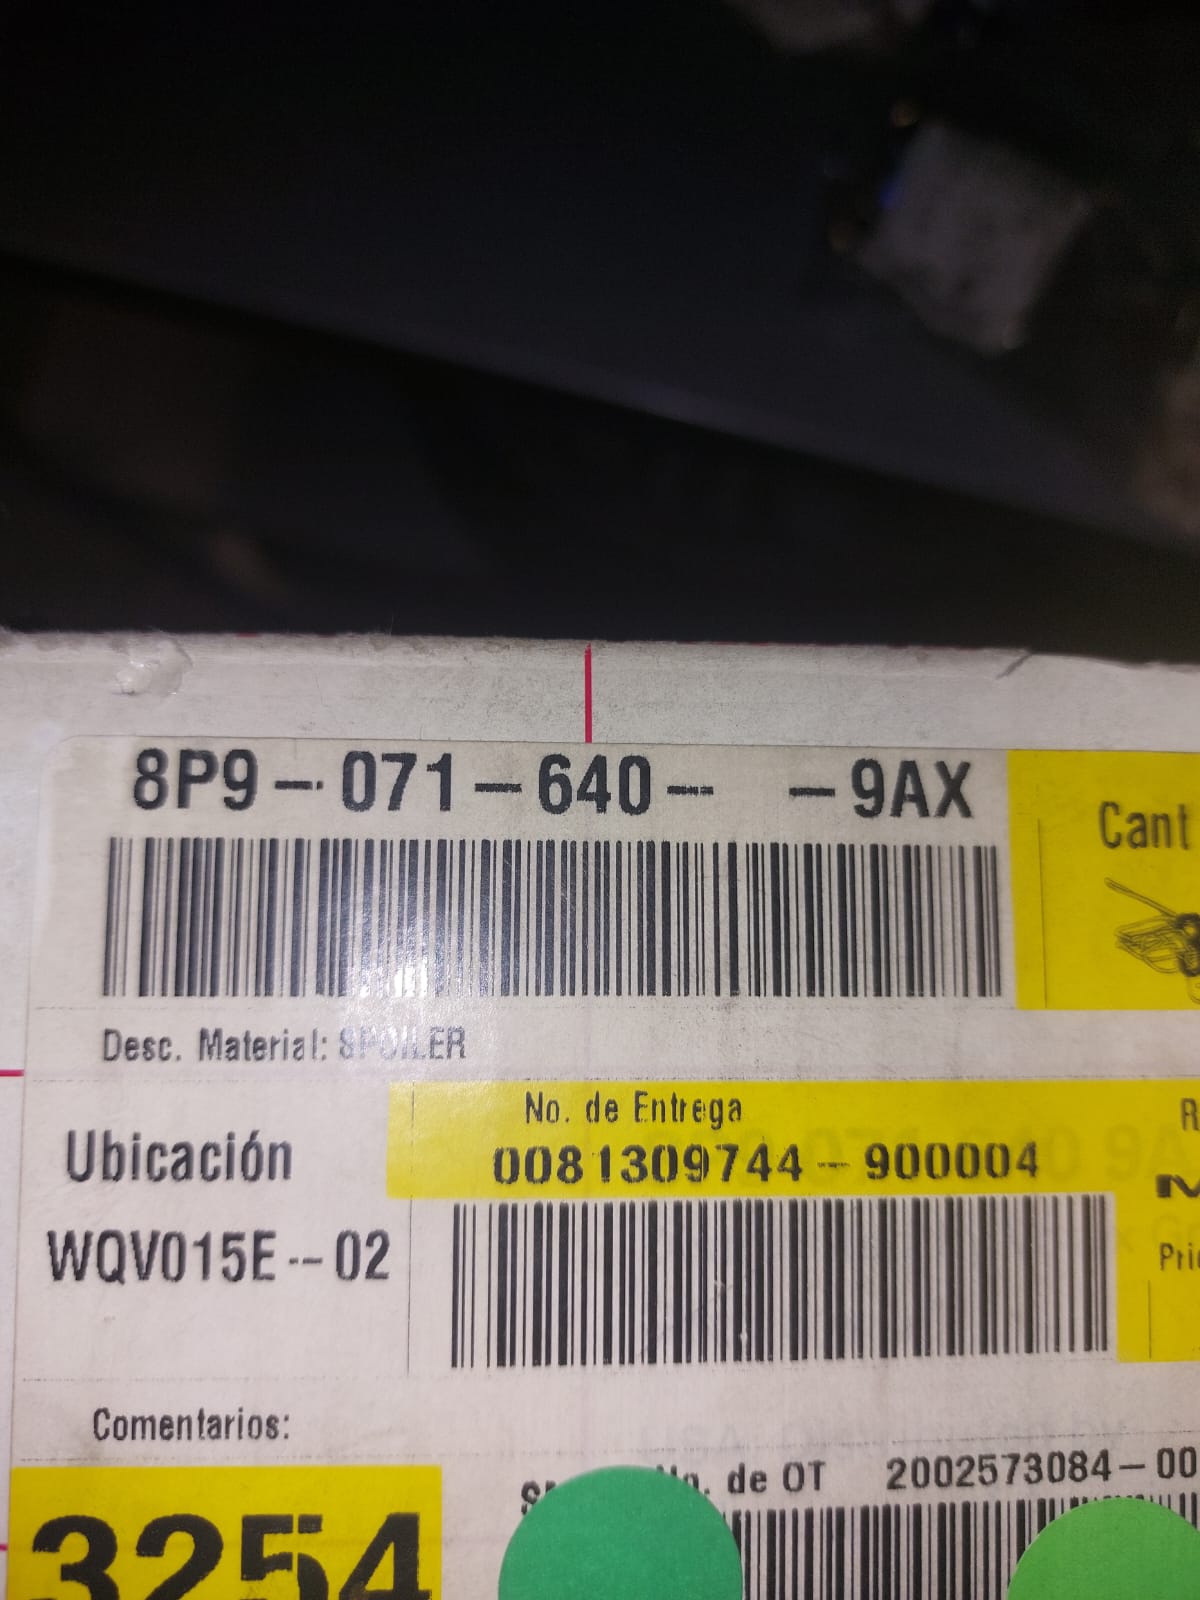 8P9-071-640- -9AX
Cant
Desc. Material: SPOILER
No. de Entrega
0081309744-900004
Ubicación
WQV015E--02
Comentarios:
No. de OT 2002573084-00
3254